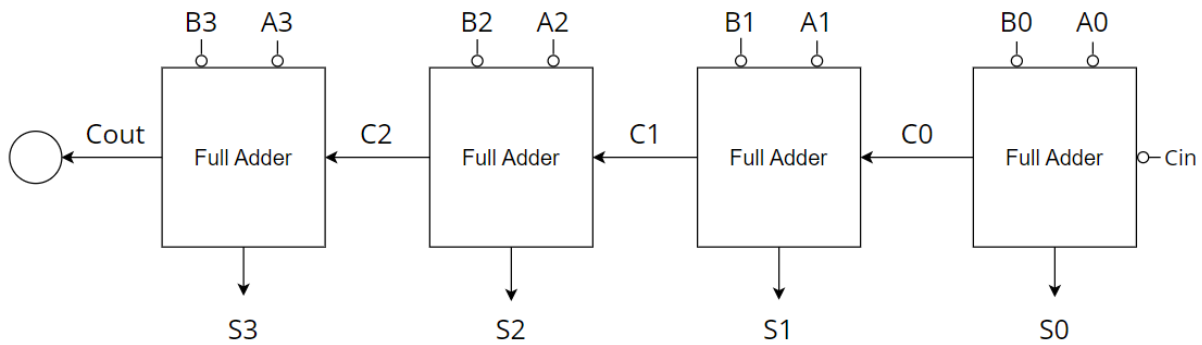 B3 A3 B2 A2 B1 A1 B0 A0
Cout C2 C1 C0
Full Adder Full Adder Full Adder Full Adder Cin
S3 S2 S1 S0